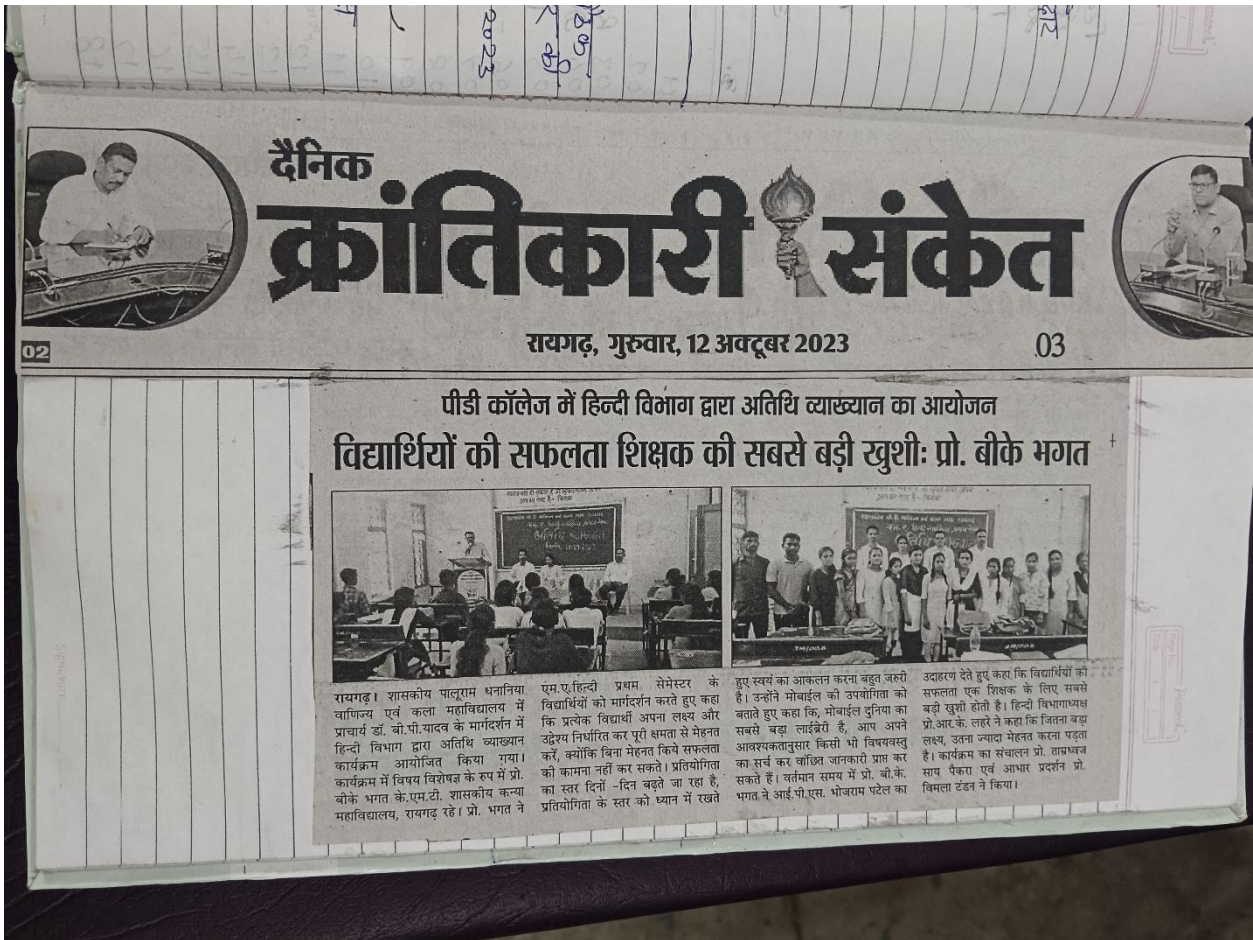 2023
दैनिक
क्रांतिकारी संकेत
रायगढ़, गुरुवार, 12 अक्टूबर 2023
03
02
पीडी कॉलेज में हिन्दी विभाग द्वारा अतिथि व्याख्यान का आयोजन
विद्यार्थियों की सफलता शिक्षक की सबसे बड़ी खुशीः प्रो. बीके भगत
अतिथि व्याख्यान
रायगढ़। शासकीय पालूराम धनानिया
वाणिज्य एवं कला महाविद्यालय में
प्राचार्य डॉ. बी.पी.यादव के मार्गदर्शन में
हिन्दी विभाग द्वारा अतिथि व्याख्यान
कार्यक्रम आयोजित किया गया।
कार्यक्रम में विषय विशेषज्ञ के रुप में प्रो.
बीके भगत के.एम.टी. शासकीय कन्या
महाविद्यालय, रायगढ़ रहे। प्रो. भगत ने
एम.ए.हिन्दी प्रथम सेमेस्टर के
विद्यार्थियों को मार्गदर्शन करते हुए कहा
कि प्रत्येक विद्यार्थी अपना लक्ष्य और
उद्देश्य निर्धारित कर पूरी क्षमता से मेहनत
करें, क्योंकि बिना मेहनत किये सफलता
की कामना नहीं कर सकते। प्रतियोगिता
का स्तर दिनों -दिन बढ़ते जा रहा है,
प्रतियोगिता के स्तर को ध्यान में रखते
हुए स्वयं का आकलन करना बहुत जरुरी
है। उन्होंने मोबाईल की उपयोगिता को
बताते हुए कहा कि, मोबाईल दुनिया का
सबसे बड़ा लाईब्रेरी है, आप अपने
आवश्यकतानुसार किसी भी विषयवस्तु
का सर्च कर वांछित जानकारी प्राप्त कर
सकते हैं। वर्तमान समय में प्रो. बी.के.
भगत ने आई.पी.एस. भोजराम पटेल का
उदाहरण देते हुए कहा कि विद्यार्थियों की
सफलता एक शिक्षक के लिए सबसे
बड़ी खुशी होती है। हिन्दी विभागाध्यक्ष
प्रो.आर.के. लहरे ने कहा कि जितना बड़ा
लक्ष्य, उतना ज्यादा मेहनत करना पड़ता
है। कार्यक्रम का संचालन प्रो. ताम्रध्वज
साय पैकरा एवं आभार प्रदर्शन प्रो.
विमला टंडन ने किया।